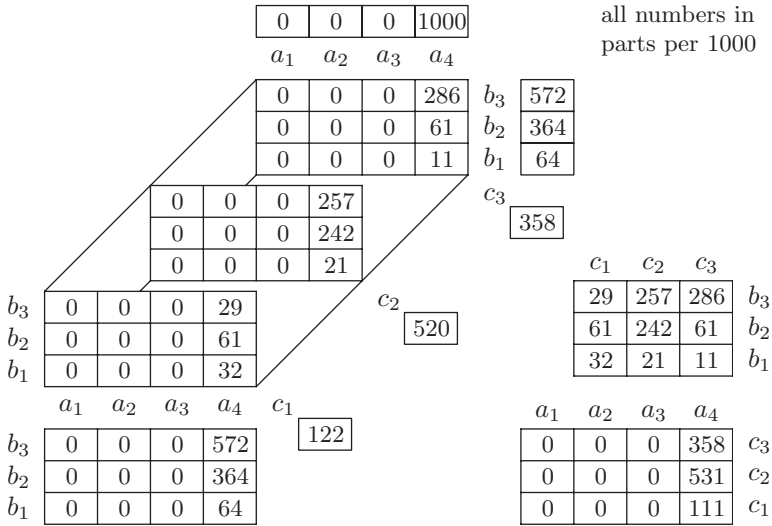 0 0 0 1000
all numbers in
parts per 1000
a₁ a₂ a₃ a₄
0 0 0 286 b₃ 572
0 0 0 61 b₂ 364
0 0 0 11 b₁ 64
c₃
358
0 0 0 257
0 0 0 242
0 0 0 21
c₂
520
b₃ 0 0 0 29
b₂ 0 0 0 61
b₁ 0 0 0 32
a₁ a₂ a₃ a₄ c₁
122
c₁ c₂ c₃
29 257 286 b₃
61 242 61 b₂
32 21 11 b₁
b₃ 0 0 0 572
b₂ 0 0 0 364
b₁ 0 0 0 64
a₁ a₂ a₃ a₄
0 0 0 358 c₃
0 0 0 531 c₂
0 0 0 111 c₁